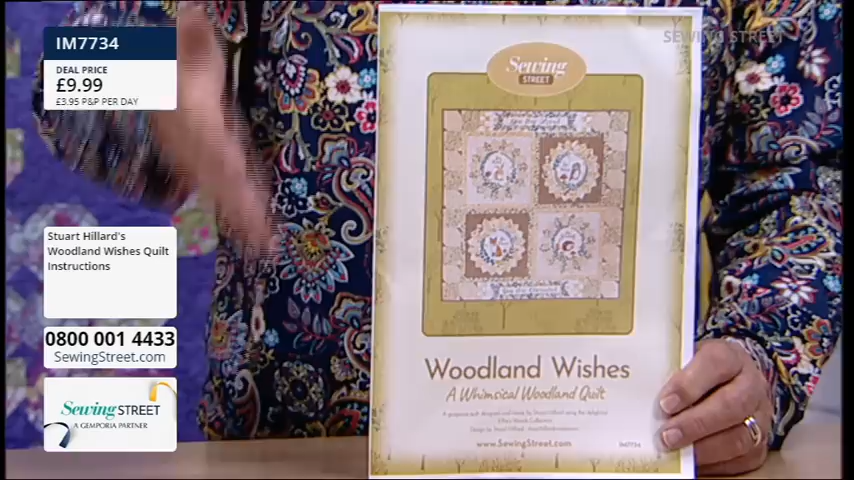 IM7734
DEAL PRICE
£9.99
£3.95 P&P PER DAY
Stuart Hillard's
Woodland Wishes Quilt
Instructions
0800 001 4433
SewingStreet.com
Sewing STREET
A GEMPORIA PARTNER
SEWING STREET
Sewing
STREET
Woodland Wishes
A Whimsical Woodland Quilt
www.SewingStreet.com
IM7734